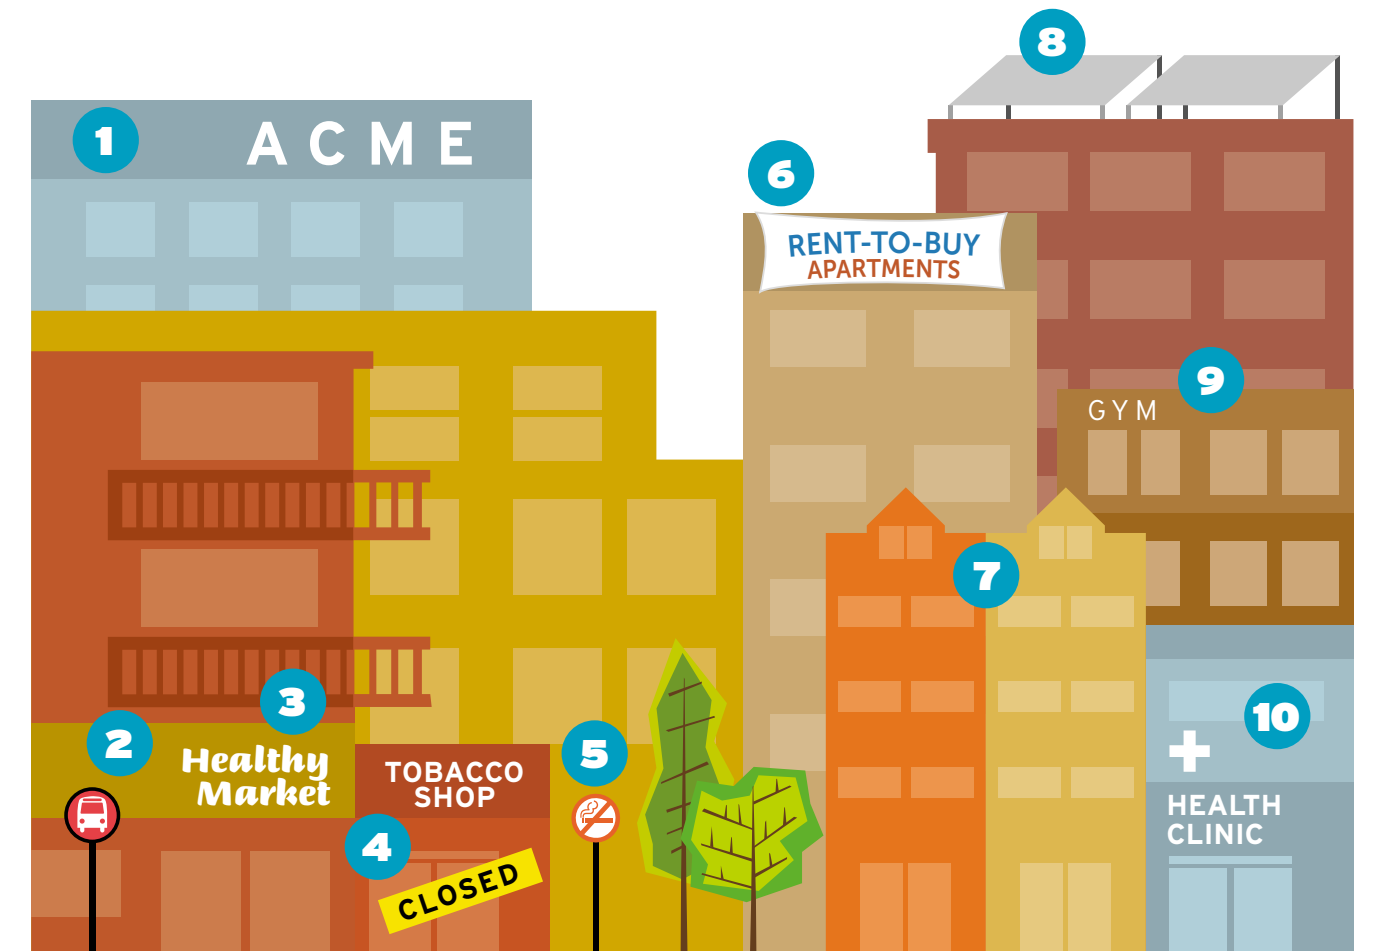 8
1
ACME
6
RENT-TO-BUY
APARTMENTS
9
GYM
7
3
10
2
5
Healthy
Market
TOBACCO
SHOP
HEALTH
CLINIC
4
CLOSED